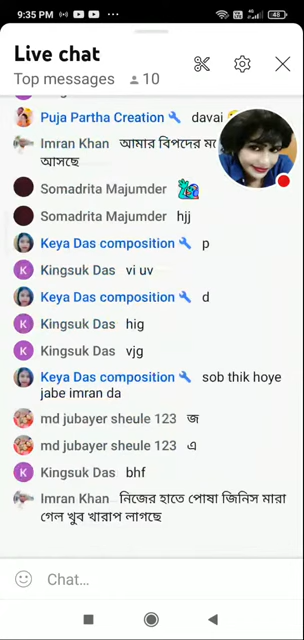 9:35 PM
48
Live chat
Top messages 10
Puja Partha Creation davai
Imran Khan আমার বিপদের
আসছে
Somadrita Majumder
Somadrita Majumder hjj
Keya Das composition p
K Kingsuk Das vi uv
Keya Das composition d
K Kingsuk Das hig
K Kingsuk Das vjg
Keya Das composition sob thik hoye
jabe imran da
md jubayer sheule 123 জ
md jubayer sheule 123 এ
K Kingsuk Das bhf
Imran Khan নিজের হাতে পোষা জিনিস মারা
গেল খুব খারাপ লাগছে
Chat...